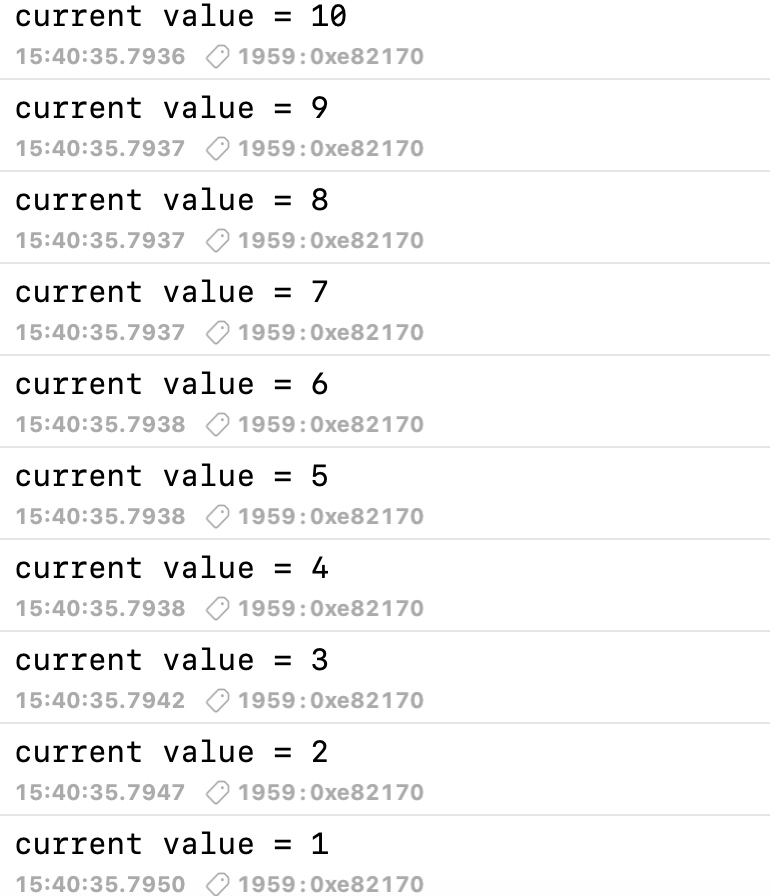 current value = 10
15:40:35.7936 1959:0xe82170
current value = 9
15:40:35.7937 1959:0xe82170
current value = 8
15:40:35.7937 1959:0xe82170
current value = 7
15:40:35.7937 1959:0xe82170
current value = 6
15:40:35.7938 1959:0xe82170
current value = 5
15:40:35.7938 1959:0xe82170
current value = 4
15:40:35.7938 1959:0xe82170
current value = 3
15:40:35.7942 1959:0xe82170
current value = 2
15:40:35.7947 1959:0xe82170
current value = 1
15:40:35.7950 1959:0xe82170